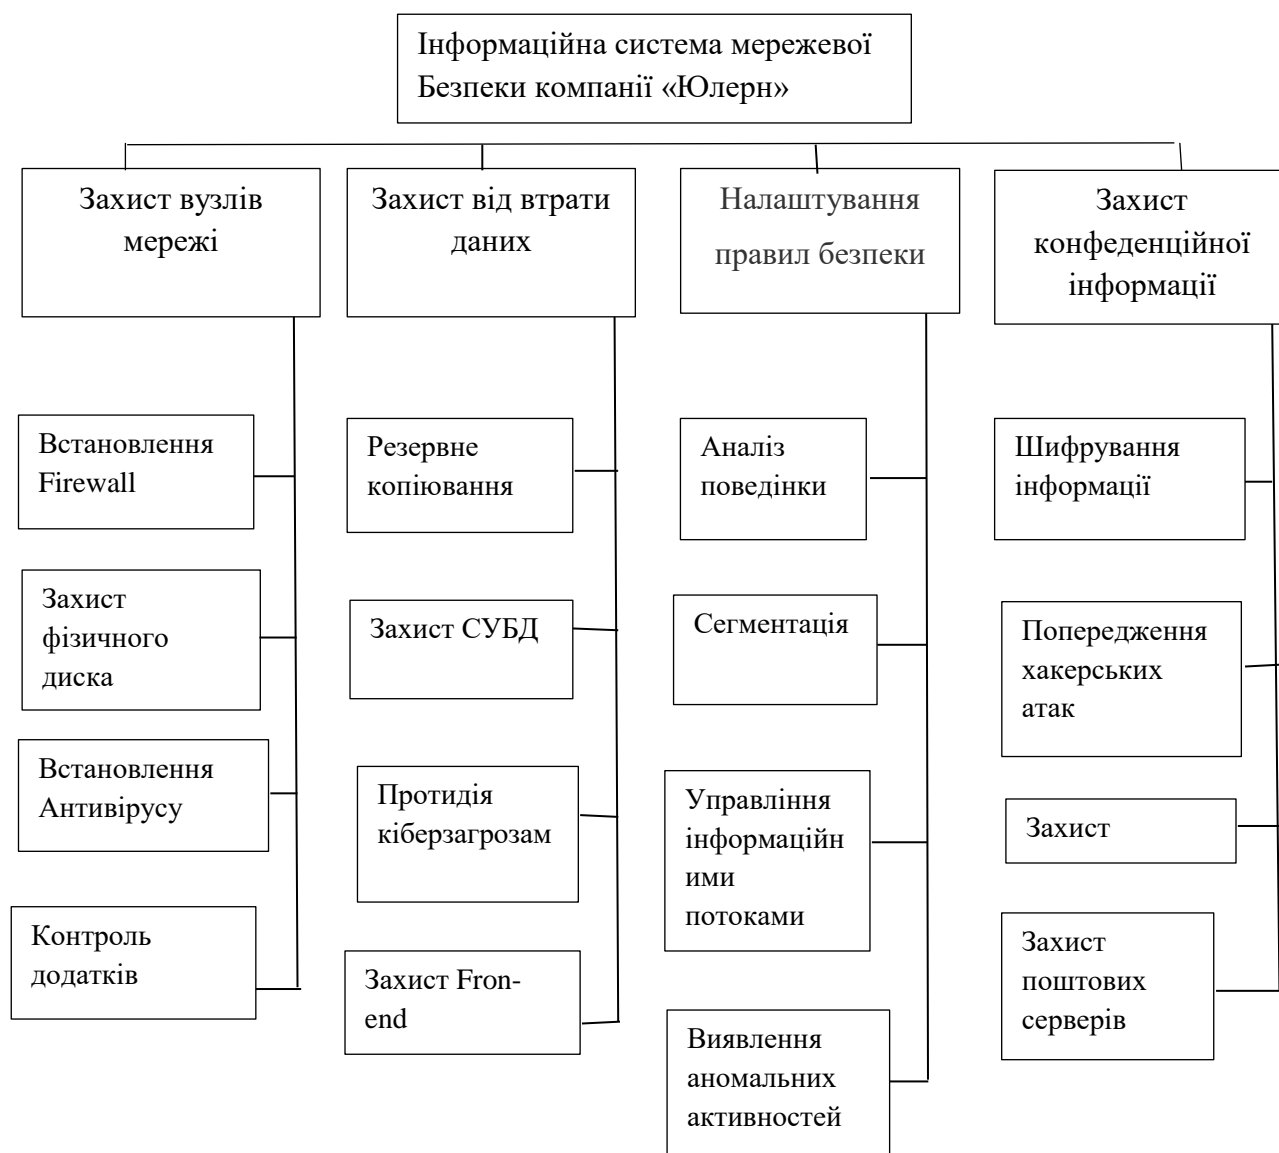 Інформаційна система мережевої
Безпеки компанії «Юлерн»
Захист вузлів
мережі
Захист від втрати
даних
Налаштування
правил безпеки
Захист
конфеденційної
інформації
Встановлення
Firewall
Захист
фізичного
диска
Встановлення
Антивірусу
Контроль
додатків
Резервне
копіювання
Захист СУБД
Протидія
кіберзагрозам
Захист Fron-
end
Аналіз
поведінки
Сегментація
Управління
інформаційн
ими
потоками
Виявлення
аномальних
активностей
Шифрування
інформації
Попередження
хакерських
атак
Захист
Захист
поштових
серверів